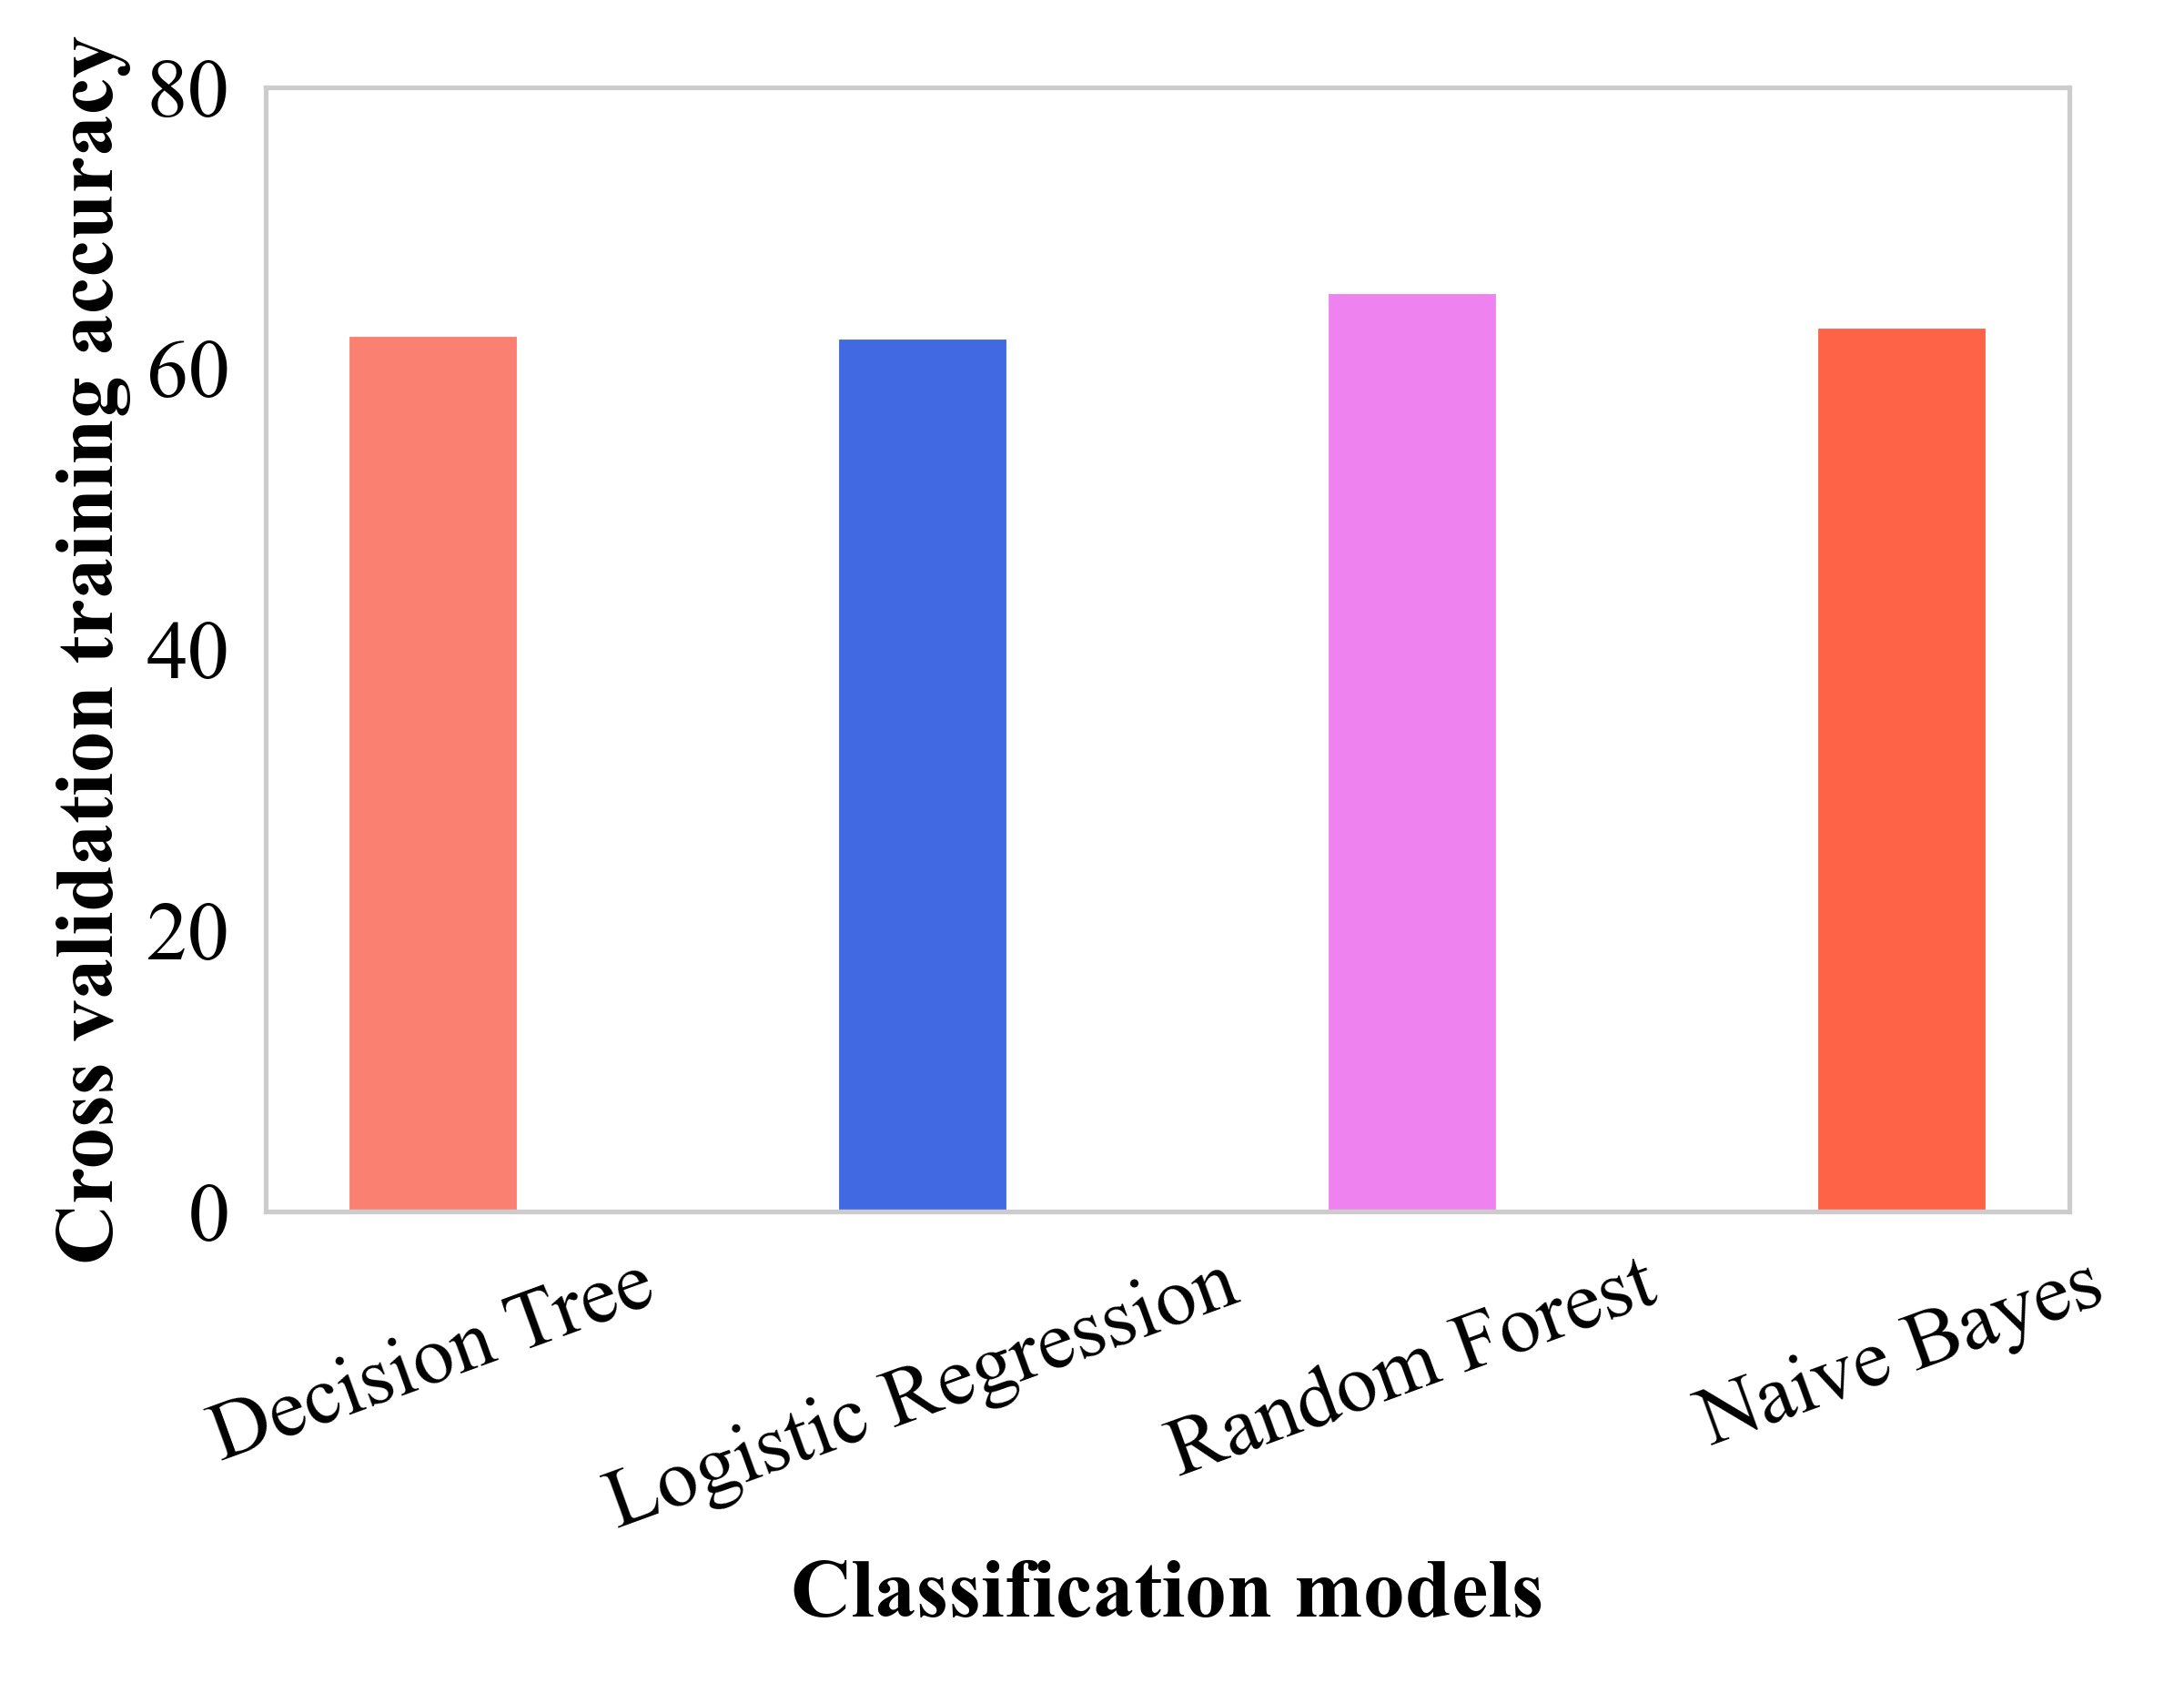 Cross validation training accuracy
80
60
40
20
0
Decision Tree
Logistic Regression
Random Forest
Naive Bayes
Classification models